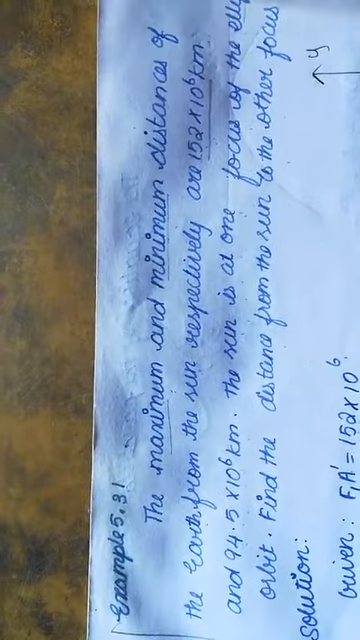 Example 5.3!
The maximum and minimum distances of
the Earth from the sun respectively are 152 X 10⁶ km
and 94.5 X10⁶ km. the sun is at one focus of the
orbit. Find the distance from the sun to the other focus
y
Solution:
Given: F₁A' = 152 X 10⁶